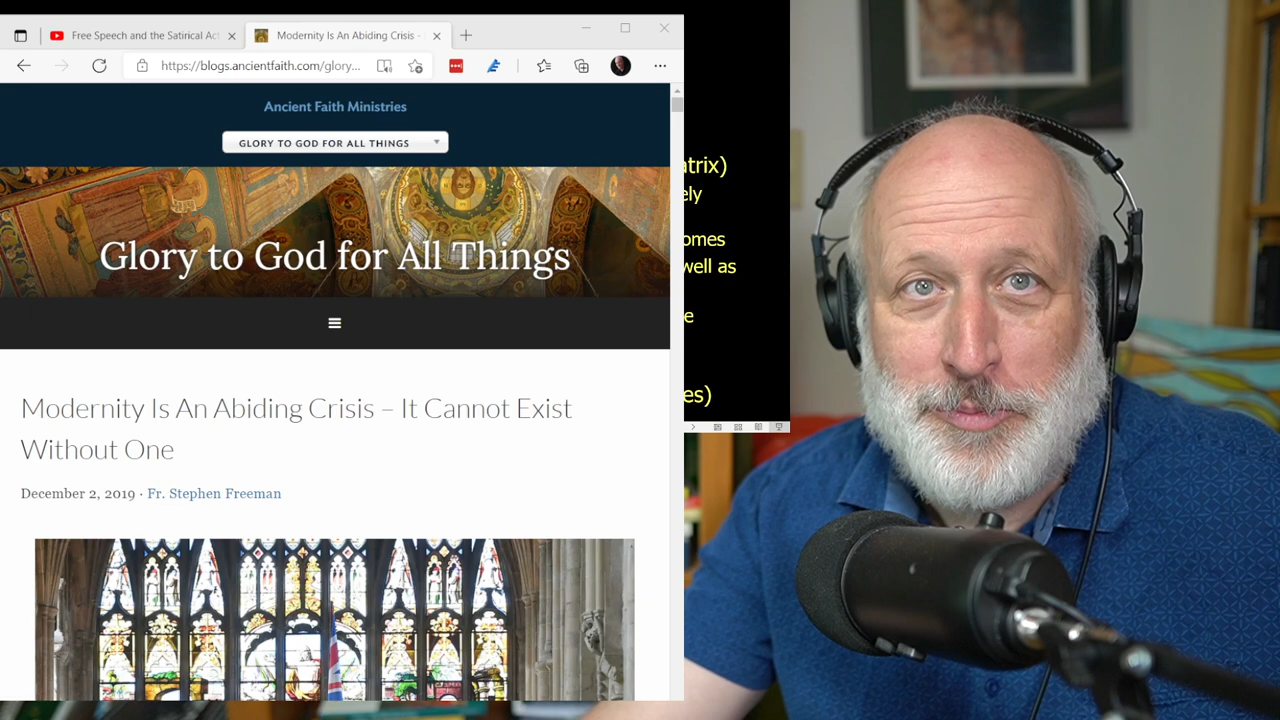 Free Speech and the Satirical Act
Modernity Is An Abiding Crisis -
https://blogs.ancientfaith.com/glory...
Ancient Faith Ministries
GLORY TO GOD FOR ALL THINGS
Glory to God for All Things
Modernity Is An Abiding Crisis – It Cannot Exist
Without One
December 2, 2019 · Fr. Stephen Freeman
atrix)
ely
omes
well as
e
es)